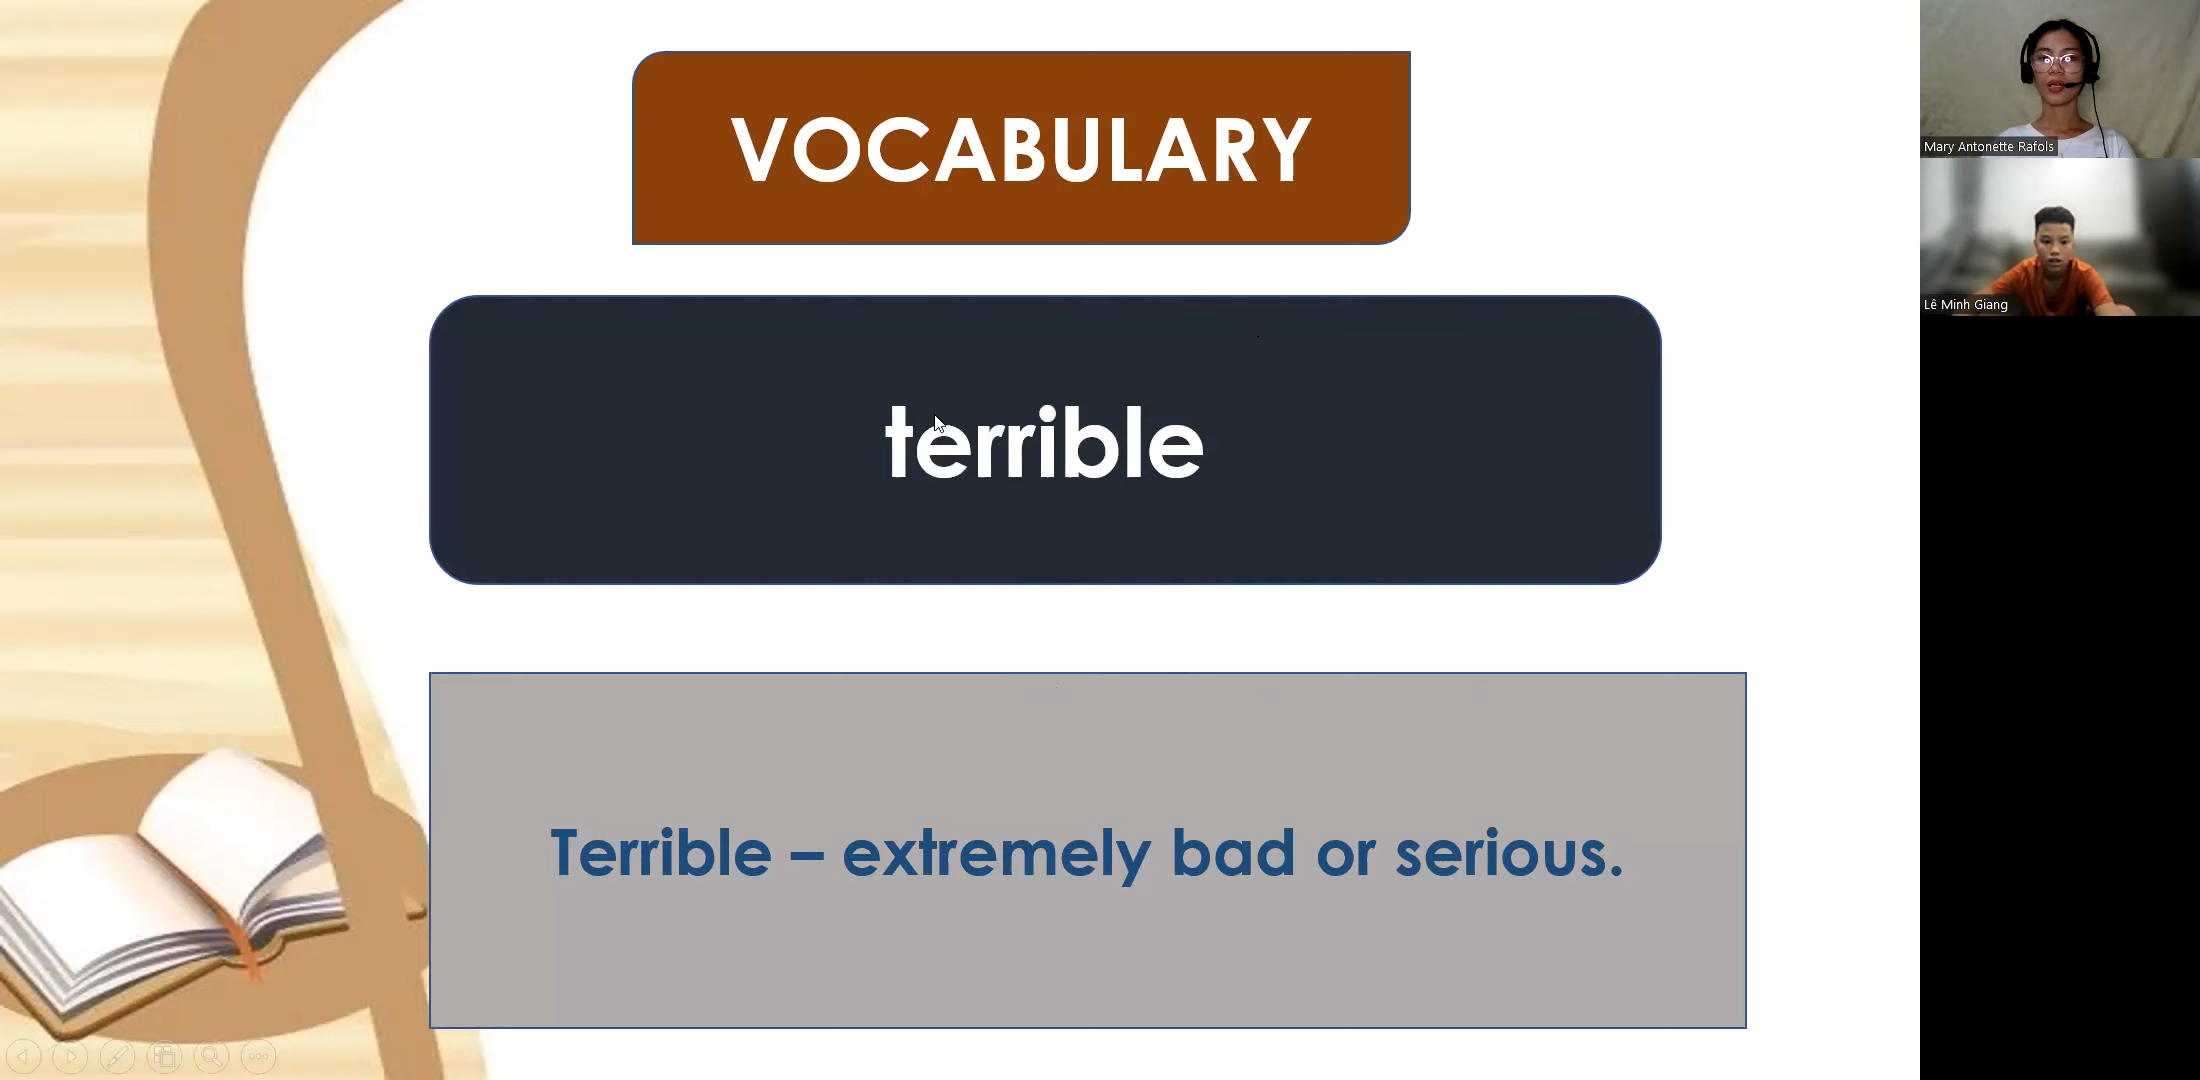 VOCABULARY
terrible
Terrible – extremely bad or serious.
Mary Antonette Rafols
Lê Minh Giang